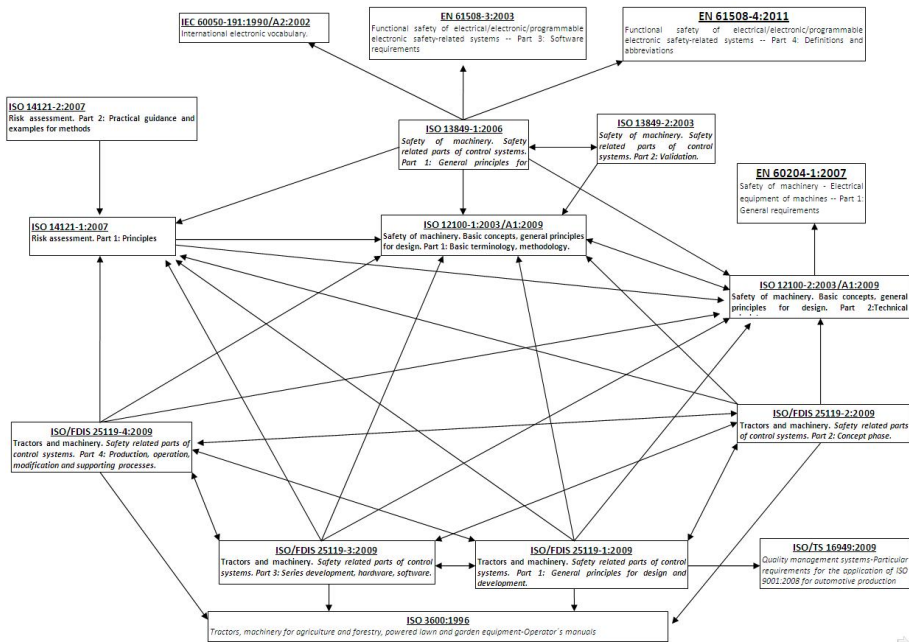 IEC 60050-191:1990/A2:2002
International electronic vocabulary.
EN 61508-3:2003
Functional safety of electrical/electronic/programmable
electronic safety-related systems -- Part 3: Software
requirements
EN 61508-4:2011
Functional safety of electrical/electronic/programmable
electronic safety-related systems -- Part 4: Definitions and
abbreviations
ISO 14121-2:2007
Risk assessment. Part 2: Practical guidance and
examples for methods
ISO 13849-1:2006
Safety of machinery. Safety
related parts of control systems.
Part 1: General principles for
ISO 13849-2:2003
Safety of machinery. Safety
related parts of control
systems. Part 2: Validation.
EN 60204-1:2007
Safety of machinery - Electrical
equipment of machines -- Part 1:
General requirements
ISO 14121-1:2007
Risk assessment. Part 1: Principles
ISO 12100-1:2003/A1:2009
Safety of machinery. Basic concepts, general principles
for design. Part 1: Basic terminology, methodology.
ISO 12100-2:2003/A1:2009
Safety of machinery. Basic concepts, general
principles for design. Part 2:Technical
ISO/FDIS 25119-4:2009
Tractors and machinery. Safety related parts of
control systems. Part 4: Production, operation,
modification and supporting processes.
ISO/FDIS 25119-2:2009
Tractors and machinery. Safety related parts
of control systems. Part 2: Concept phase.
ISO/FDIS 25119-3:2009
Tractors and machinery. Safety related parts of control
systems. Part 3: Series development, hardware, software.
ISO/FDIS 25119-1:2009
Tractors and machinery. Safety related parts of control
systems. Part 1: General principles for design and
development.
ISO/TS 16949:2009
Quality management systems-Particular
requirements for the application of ISO
9001:2008 for automotive production
ISO 3600:1996
Tractors, machinery for agriculture and forestry, powered lawn and garden equipment-Operator´s manuals